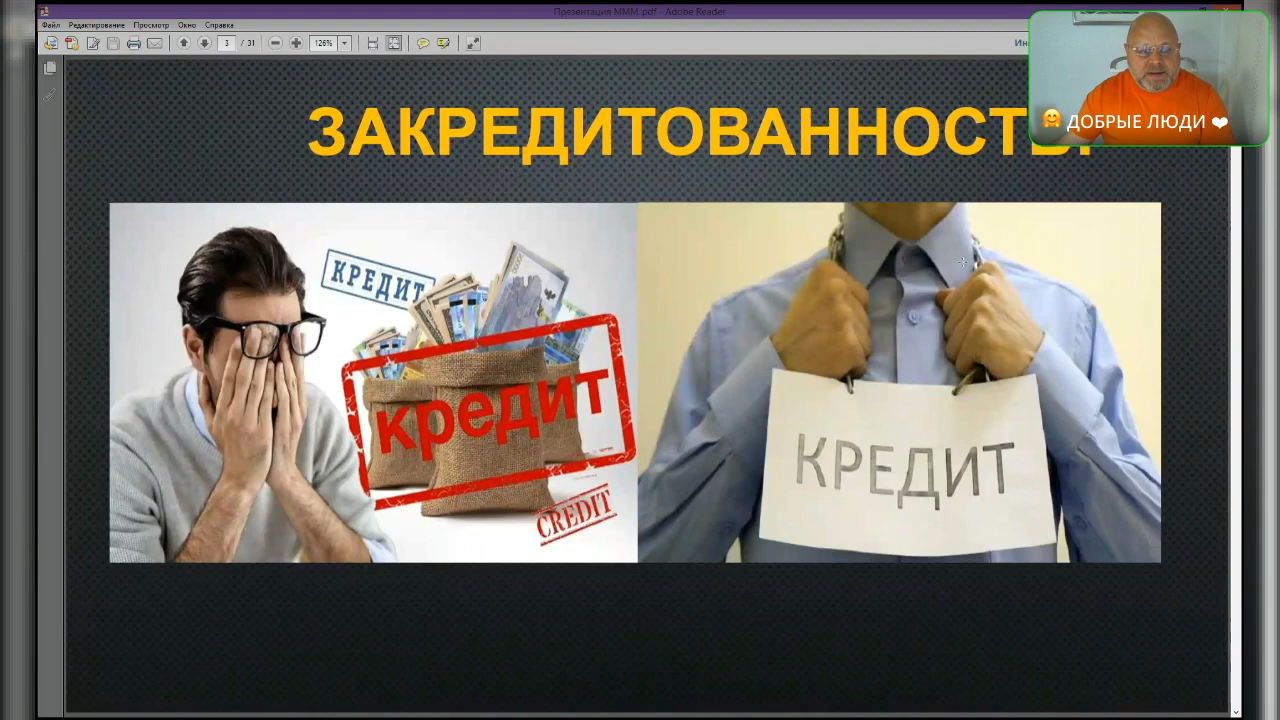 Презентация МММ.pdf - Adobe Reader
Файл Редактирование Просмотр Окно Справка
3 / 31 126%
🤗 ДОБРЫЕ ЛЮДИ ❤
ЗАКРЕДИТОВАННОСТЬ!
КРЕДИТ
кредит
CREDIT
КРЕДИТ